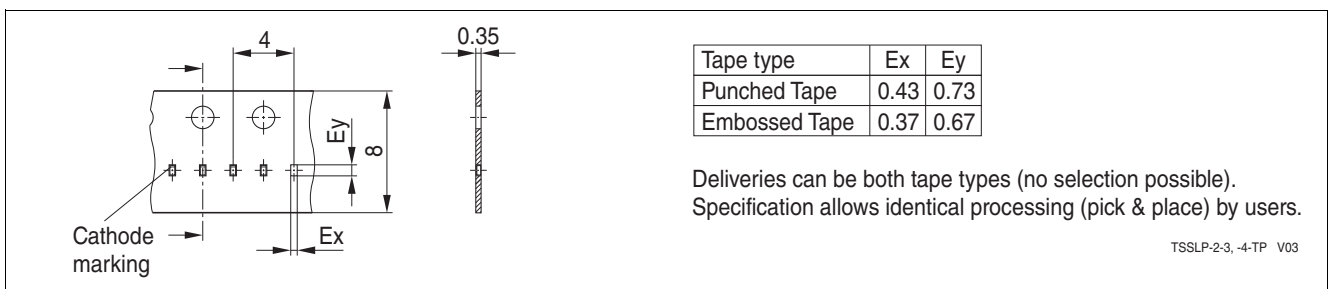 4
0.35
Ey
8
Ex
Cathode
marking
Tape type Ex Ey
Punched Tape 0.43 0.73
Embossed Tape 0.37 0.67
Deliveries can be both tape types (no selection possible).
Specification allows identical processing (pick & place) by users.
TSSLP-2-3, -4-TP V03